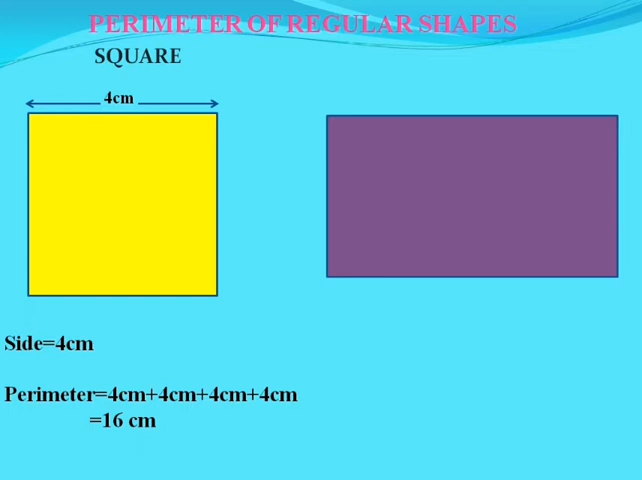 PERIMETER OF REGULAR SHAPES
SQUARE
4cm
Side=4cm
Perimeter=4cm+4cm+4cm+4cm
=16 cm